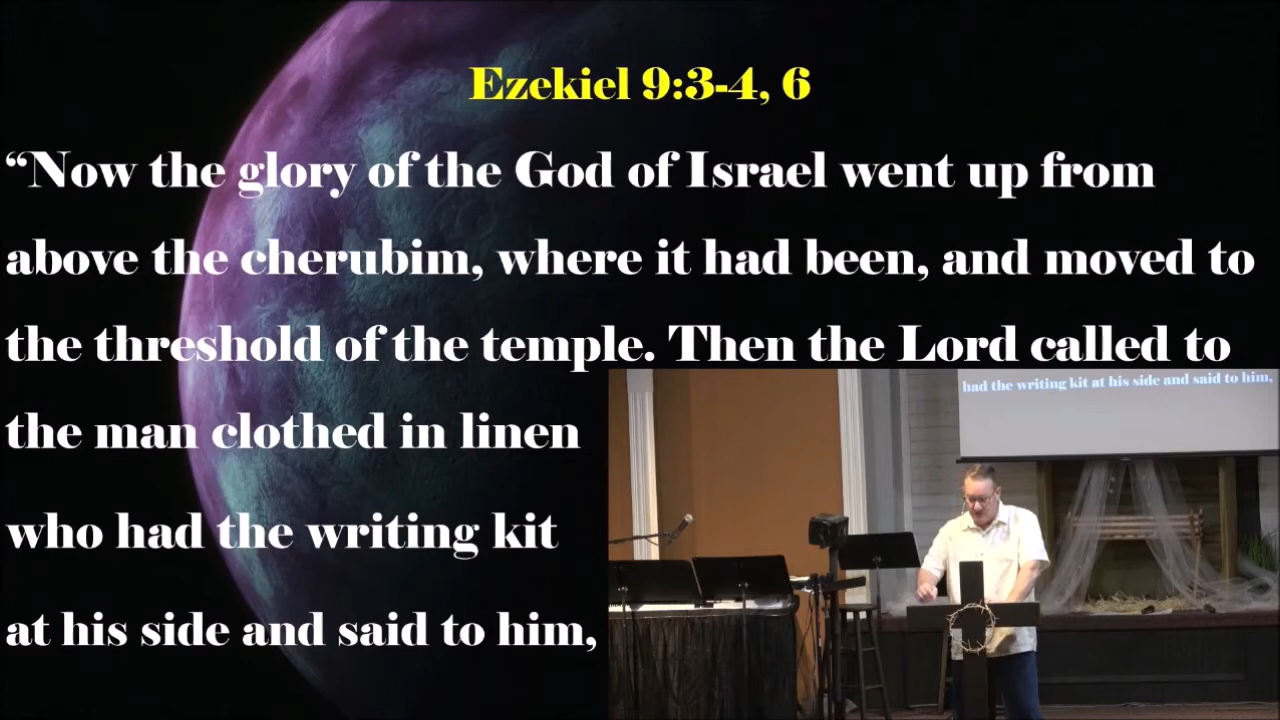 Ezekiel 9:3-4, 6
“Now the glory of the God of Israel went up from
above the cherubim, where it had been, and moved to
the threshold of the temple. Then the Lord called to
the man clothed in linen
who had the writing kit
at his side and said to him,
had the writing kit at his side and said to him,